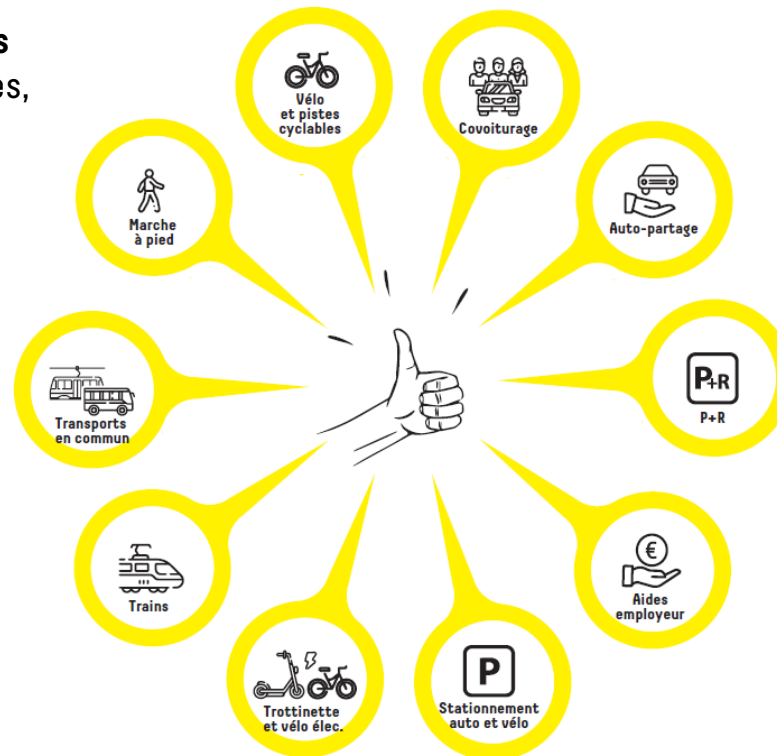 s
es,
Vélo
et pistes
cyclables
Covoiturage
Marche
à pied
Auto-partage
Transports
en commun
P+R
P+R
Trains
€
Aides
employeur
Trottinette
et vélo élec.
P
Stationnement
auto et vélo